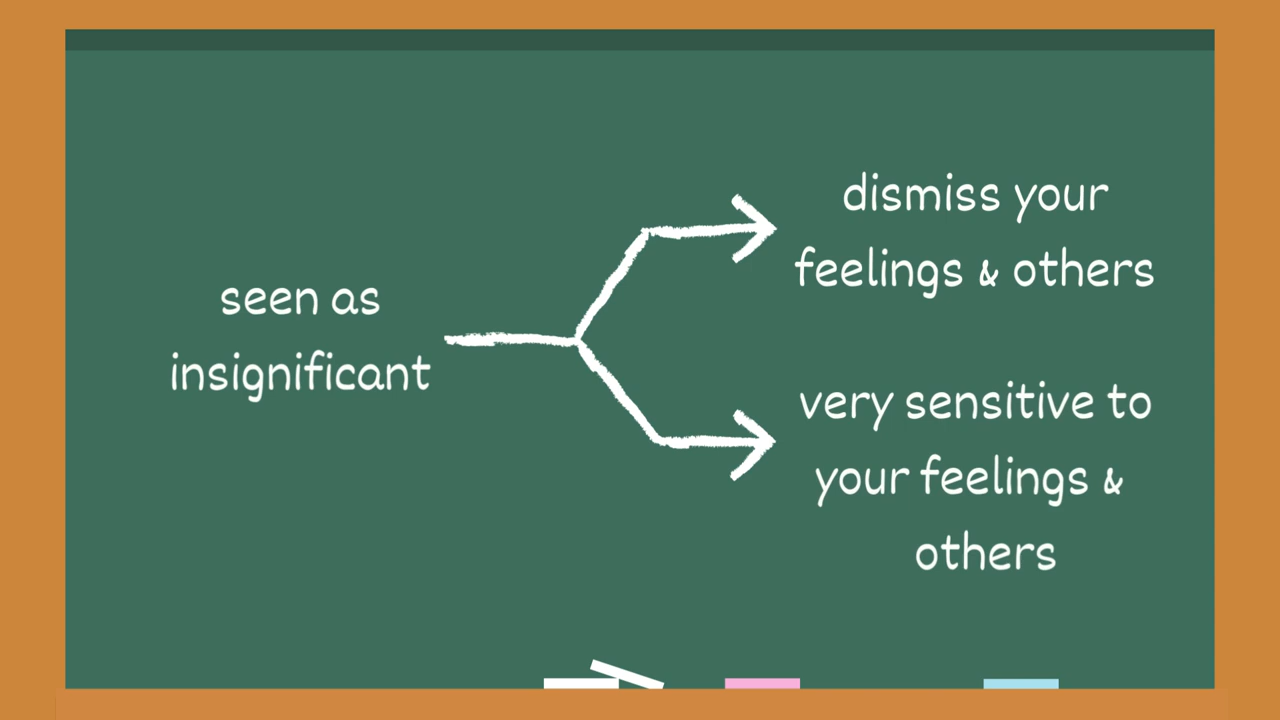 seen as
insignificant
dismiss your
feelings & others
very sensitive to
your feelings &
others